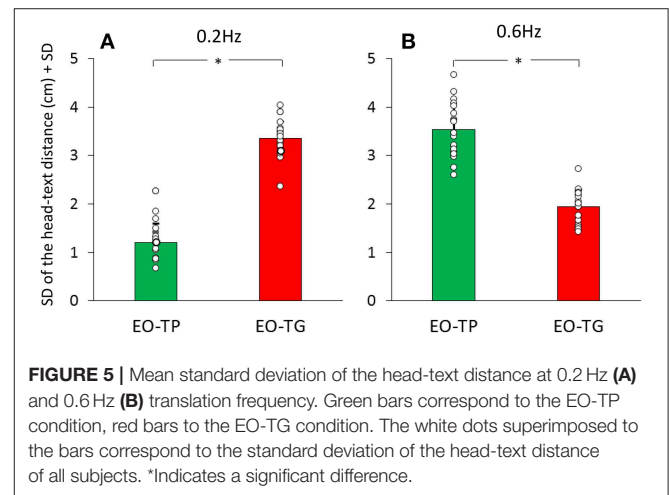 A
0.2Hz
B
0.6Hz
SD of the head-text distance (cm) + SD
5
4
3
2
1
0
*
EO-TP
EO-TG
5
4
3
2
1
0
*
EO-TP
EO-TG
FIGURE 5 | Mean standard deviation of the head-text distance at 0.2 Hz (A)
and 0.6 Hz (B) translation frequency. Green bars correspond to the EO-TP
condition, red bars to the EO-TG condition. The white dots superimposed to
the bars correspond to the standard deviation of the head-text distance
of all subjects. *Indicates a significant difference.